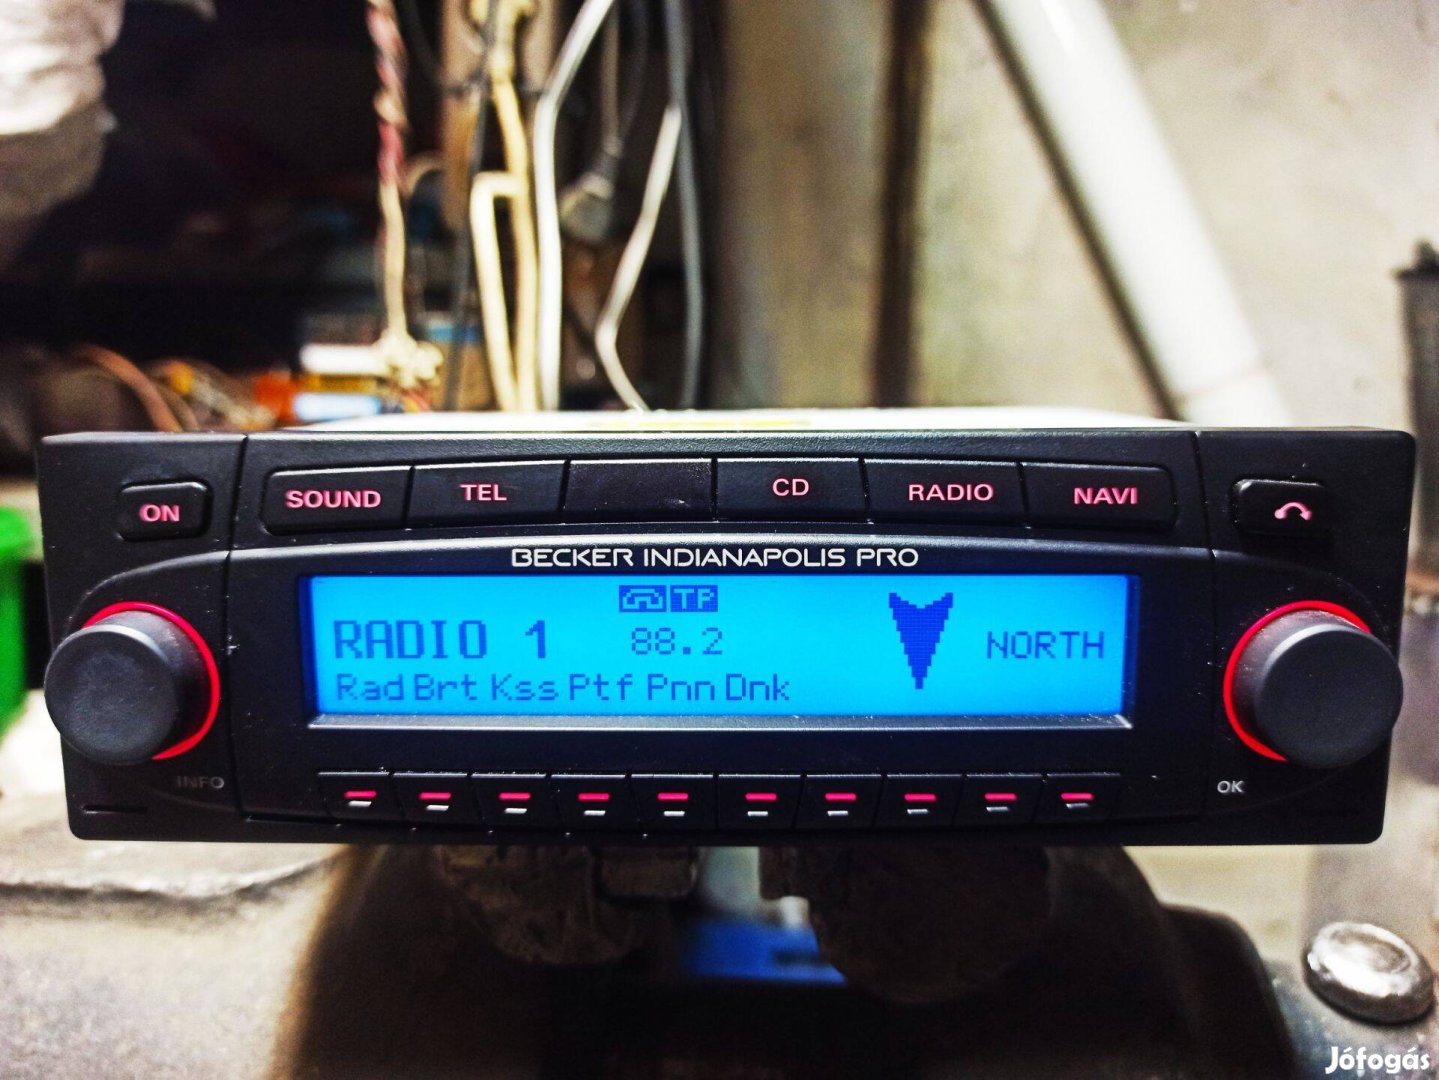 ON SOUND TEL CD RADIO NAVI
BECKER INDIANAPOLIS PRO
TP
RADIO 1 88.2 NORTH
Rad Brt Kss Ptf Pnn Dnk
INFO OK
Jófogás